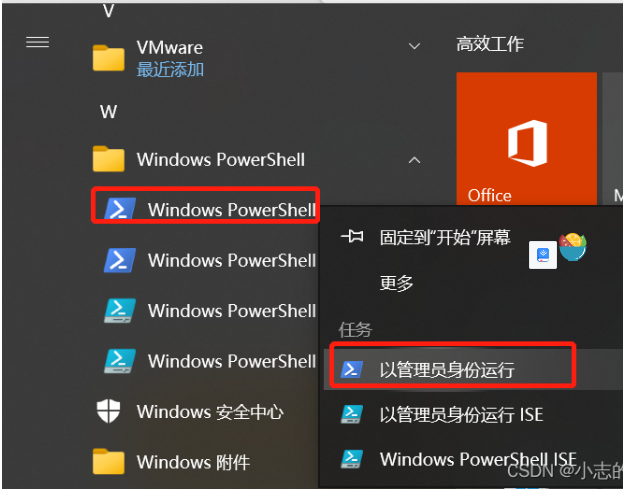 V
VMware
最近添加
W
Windows PowerShell
Windows PowerShell
Windows PowerShell
Windows PowerShell
Windows PowerShell
Windows 安全中心
Windows 附件
高效工作
Office
M
固定到"开始"屏幕
更多
任务
以管理员身份运行
以管理员身份运行 ISE
Windows PowerShell ISE
CSDN @小志的